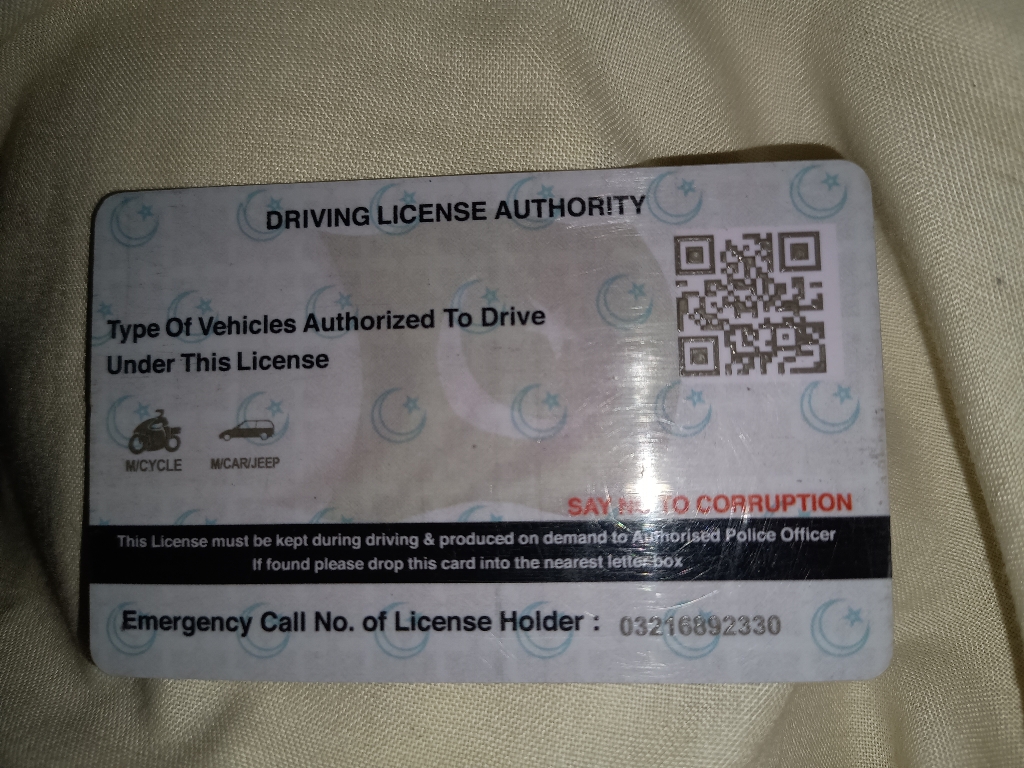 DRIVING LICENSE AUTHORITY
Type Of Vehicles Authorized To Drive
Under This License
M/CYCLE M/CAR/JEEP
SAY NO TO CORRUPTION
This License must be kept during driving & produced on demand to Authorised Police Officer
If found please drop this card into the nearest letter box
Emergency Call No. of License Holder : 03216892330